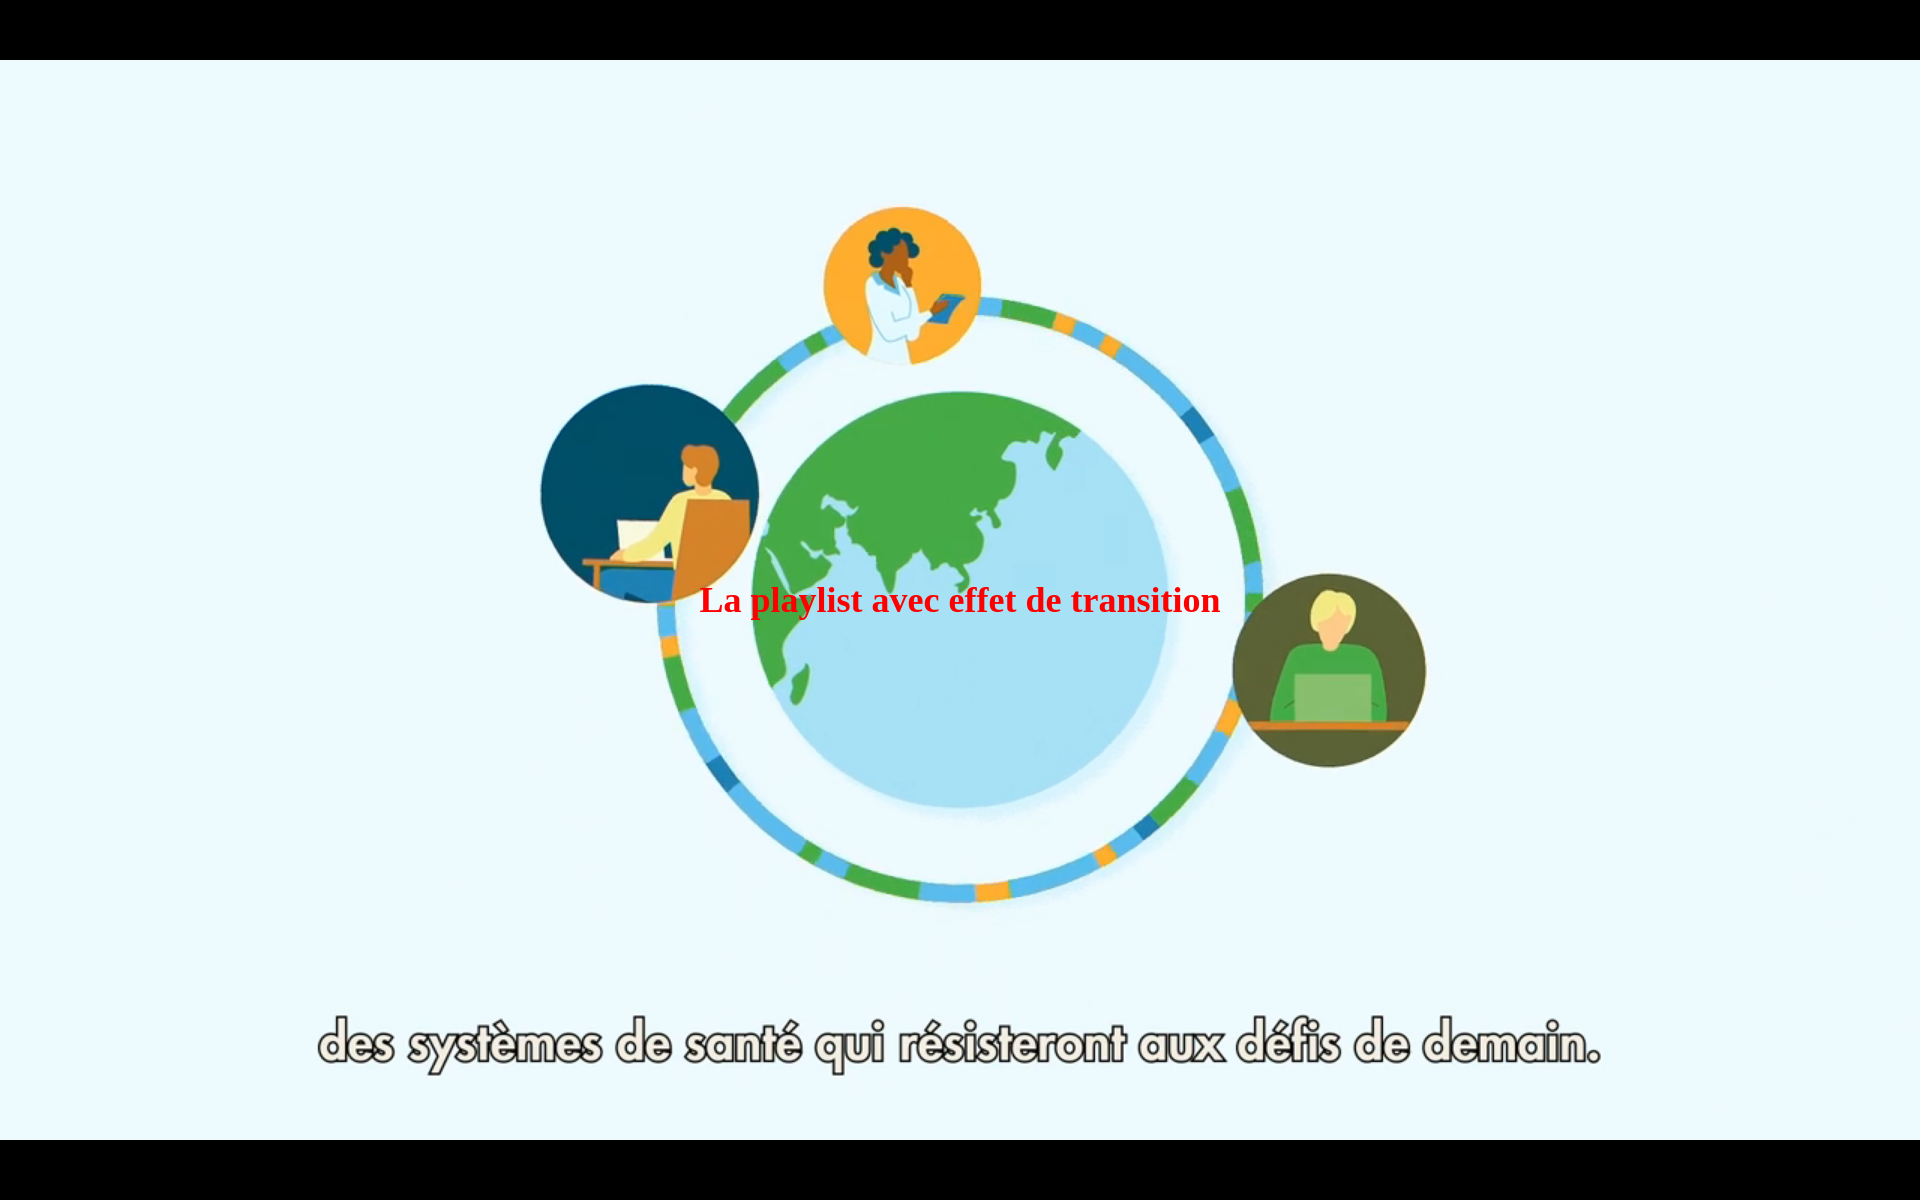 La playlist avec effet de transition
des systèmes de santé qui résisteront aux défis de demain.